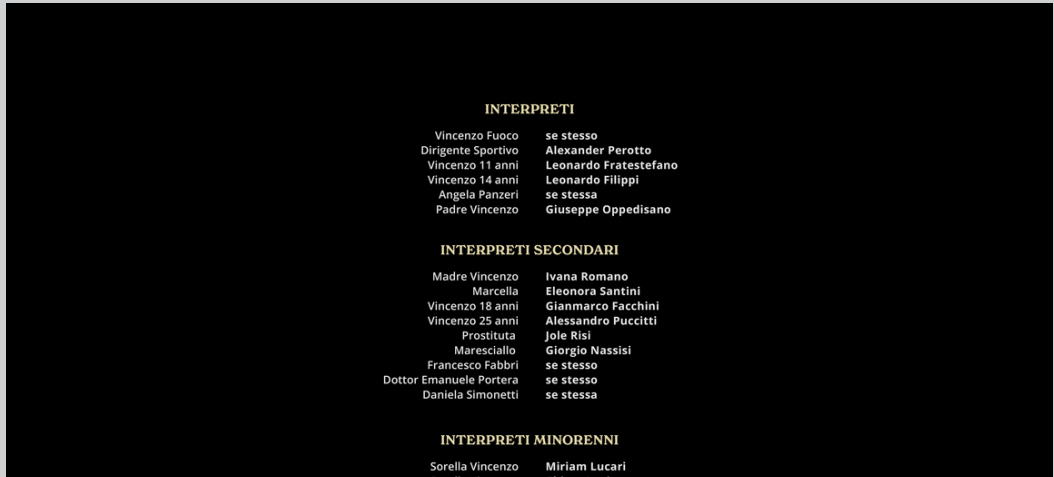 INTERPRETI
Vincenzo Fuoco se stesso
Dirigente Sportivo Alexander Perotto
Vincenzo 11 anni Leonardo Fratestefano
Vincenzo 14 anni Leonardo Filippi
Angela Panzeri se stessa
Padre Vincenzo Giuseppe Oppedisano
INTERPRETI SECONDARI
Madre Vincenzo Ivana Romano
Marcella Eleonora Santini
Vincenzo 18 anni Gianmarco Facchini
Vincenzo 25 anni Alessandro Puccitti
Prostituta Jole Risi
Maresciallo Giorgio Nassisi
Francesco Fabbri se stesso
Dottor Emanuele Portera se stesso
Daniela Simonetti se stessa
INTERPRETI MINORENNI
Sorella Vincenzo Miriam Lucari